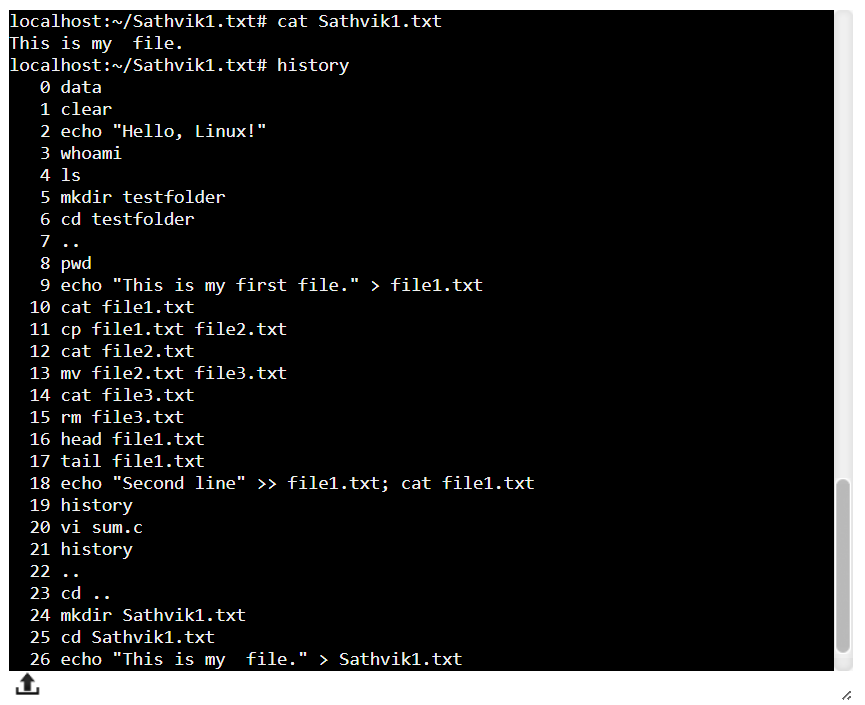 localhost:~/Sathvik1.txt# cat Sathvik1.txt
This is my  file.
localhost:~/Sathvik1.txt# history
   0 data
   1 clear
   2 echo "Hello, Linux!"
   3 whoami
   4 ls
   5 mkdir testfolder
   6 cd testfolder
   7 ..
   8 pwd
   9 echo "This is my first file." > file1.txt
  10 cat file1.txt
  11 cp file1.txt file2.txt
  12 cat file2.txt
  13 mv file2.txt file3.txt
  14 cat file3.txt
  15 rm file3.txt
  16 head file1.txt
  17 tail file1.txt
  18 echo "Second line" >> file1.txt; cat file1.txt
  19 history
  20 vi sum.c
  21 history
  22 ..
  23 cd ..
  24 mkdir Sathvik1.txt
  25 cd Sathvik1.txt
  26 echo "This is my  file." > Sathvik1.txt